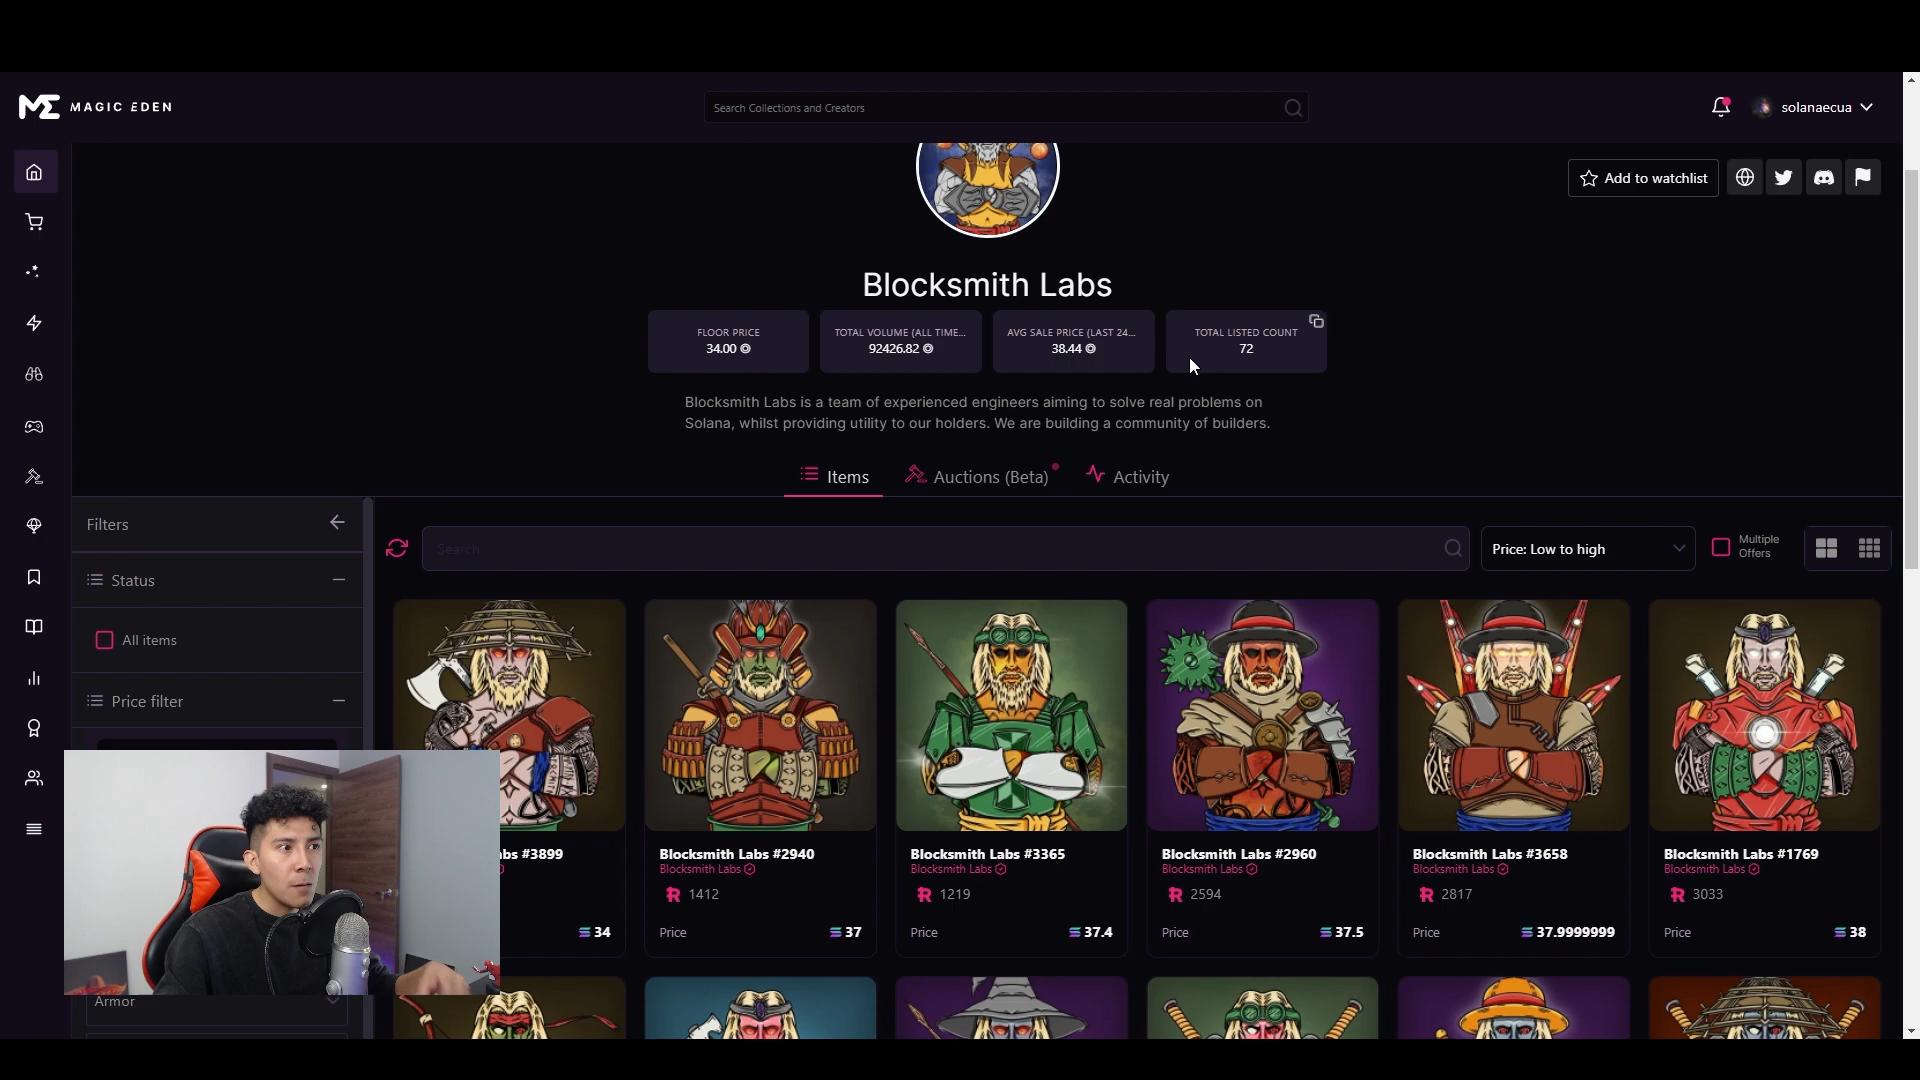 MAGIC EDEN
Search Collections and Creators
solanaecua
Add to watchlist
Blocksmith Labs
FLOOR PRICE
34.00
TOTAL VOLUME (ALL TIME...
92426.82
AVG SALE PRICE (LAST 24...
38.44
TOTAL LISTED COUNT
72
Blocksmith Labs is a team of experienced engineers aiming to solve real problems on
Solana, whilst providing utility to our holders. We are building a community of builders.
Items
Auctions (Beta)
Activity
Filters
Search
Price: Low to high
Multiple
Offers
Status
All items
Price filter
Armor
#3899
34
Blocksmith Labs #2940
Blocksmith Labs
1412
Price
37
Blocksmith Labs #3365
Blocksmith Labs
1219
Price
37.4
Blocksmith Labs #2960
Blocksmith Labs
2594
Price
37.5
Blocksmith Labs #3658
Blocksmith Labs
2817
Price
37.9999999
Blocksmith Labs #1769
Blocksmith Labs
3033
Price
38